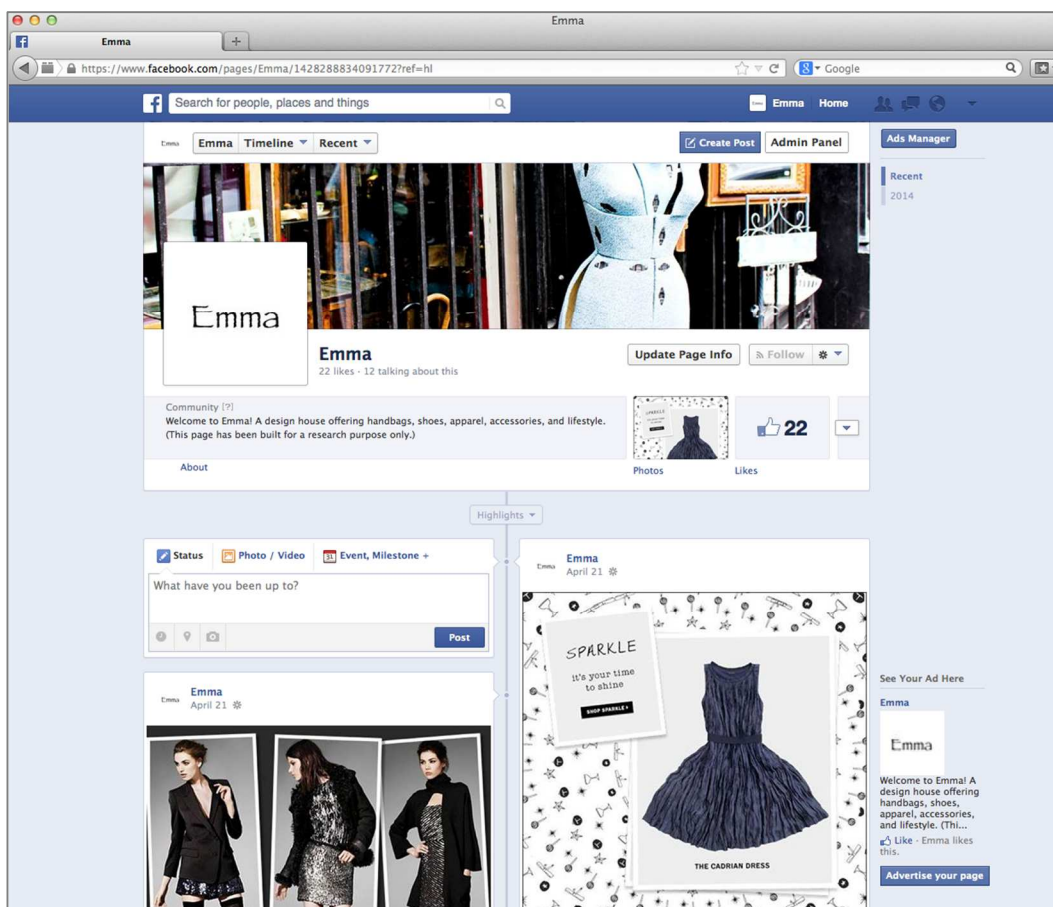 Emma
Emma
https://www.facebook.com/pages/Emma/1428288834091772?ref=hl
Google
Search for people, places and things
Emma Home
Emma
Emma Timeline Recent
Create Post
Admin Panel
Ads Manager
Recent
2014
Emma
Emma
22 likes · 12 talking about this
Update Page Info
Follow
Community [?]
Welcome to Emma! A design house offering handbags, shoes, apparel, accessories, and lifestyle.
(This page has been built for a research purpose only.)
About
SPARKLE
Photos
22
Likes
Highlights
Status Photo / Video 31 Event, Milestone +
What have you been up to?
Post
Emma
Emma
April 21
Emma
Emma
April 21
SPARKLE
it's your time
to shine
SHOP SPARKLE >
THE CADRIAN DRESS
See Your Ad Here
Emma
Emma
Welcome to Emma! A
design house offering
handbags, shoes,
apparel, accessories,
and lifestyle. (Thi...
Like · Emma likes
this.
Advertise your page